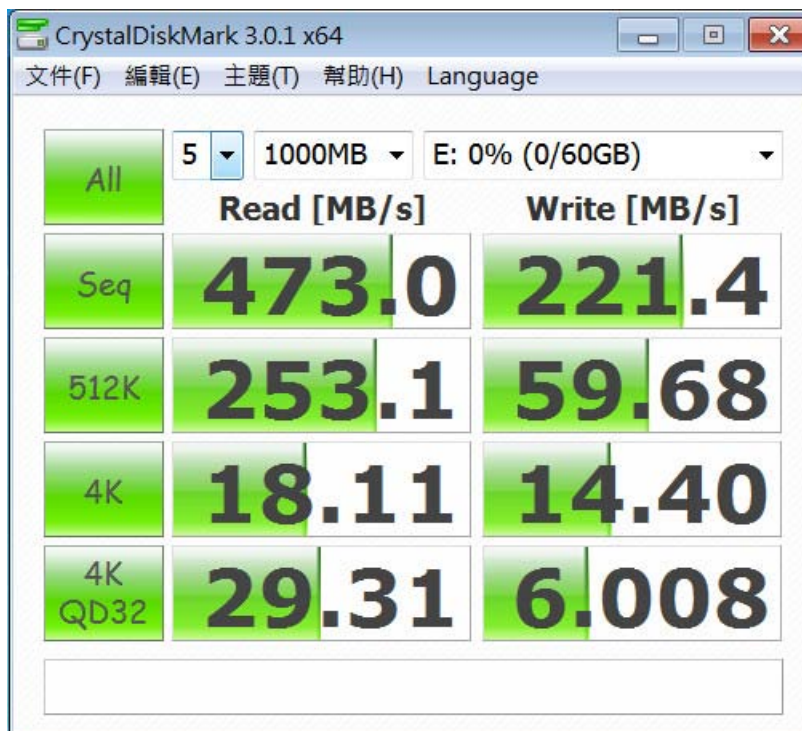 CrystalDiskMark 3.0.1 x64
文件(F) 編輯(E) 主題(T) 幫助(H) Language
All 5 1000MB E: 0% (0/60GB)
Read [MB/s] Write [MB/s]
Seq 473.0 221.4
512K 253.1 59.68
4K 18.11 14.40
4K QD32 29.31 6.008